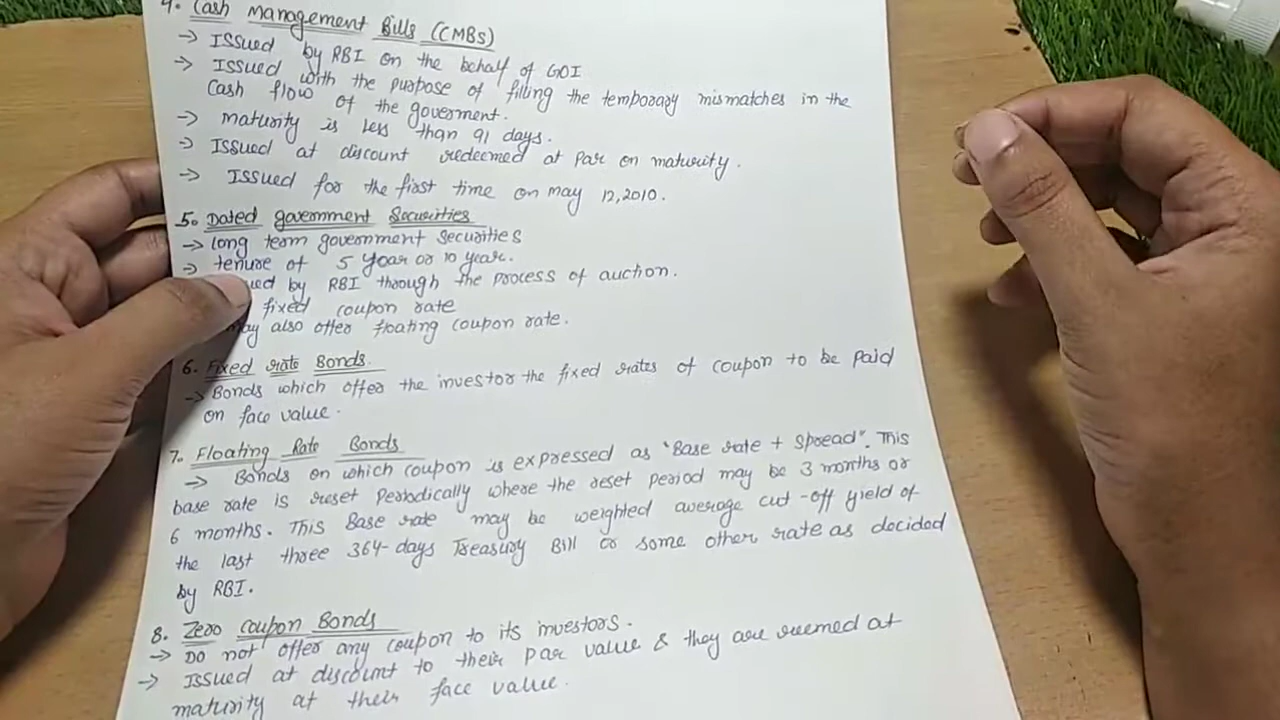 4. Cash Management Bills (CMBs)
→ Issued by RBI on the behalf of GOI
→ Issued with the purpose of filling the temporary mismatches in the
Cash flow of the goverment.
→ maturity is less than 91 days.
→ Issued at discount redeemed at Par on maturity.
→ Issued for the first time on may 12,2010.
5. Dated government Securities
→ long term government securities
→ tenure of 5 year or 10 year.
by RBI through the process of auction.
fixed coupon rate
may also offer floating coupon rate.
6. Fixed rate Bonds.
→ Bonds which offer the investor the fixed rates of coupon to be paid
on face value.
7. Floating Rate Bonds
→ Bonds on which coupon is expressed as "Base rate + Spread". This
base rate is reset Periodically where the reset period may be 3 months or
6 months. This Base rate may be weighted average cut-off yield of
the last three 364-days Treasury Bill or some other rate as decided
by RBI.
8. Zero coupon Bonds
→ Do not offer any coupon to its investors.
→ Issued at discount to their Par value & they are reemed at
maturity at their face value.